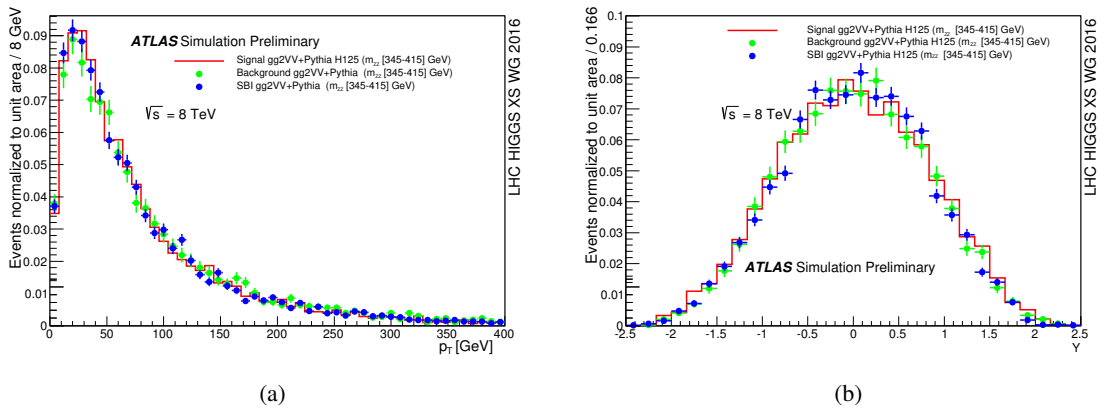 Events normalized to unit area / 8 GeV
0.09
0.08
0.07
0.06
0.05
0.04
0.03
0.02
0.01
0
ATLAS Simulation Preliminary
Signal gg2VV+Pythia H125 (m_zz [345-415] GeV)
Background gg2VV+Pythia (m_zz [345-415] GeV)
SBI gg2VV+Pythia (m_zz [345-415] GeV)
√s = 8 TeV
LHC HIGGS XS WG 2016
0 50 100 150 200 250 300 350 400
p_T [GeV]
(a)
Events normalized to unit area / 0.166
0.1
0.09
0.08
0.07
0.06
0.05
0.04
0.03
0.02
0.01
0
Signal gg2VV+Pythia H125 (m_zz [345-415] GeV)
Background gg2VV+Pythia H125 (m_zz [345-415] GeV)
SBI gg2VV+Pythia H125 (m_zz [345-415] GeV)
√s = 8 TeV
ATLAS Simulation Preliminary
LHC HIGGS XS WG 2016
-2.5 -2 -1.5 -1 -0.5 0 0.5 1 1.5 2 2.5
Y
(b)